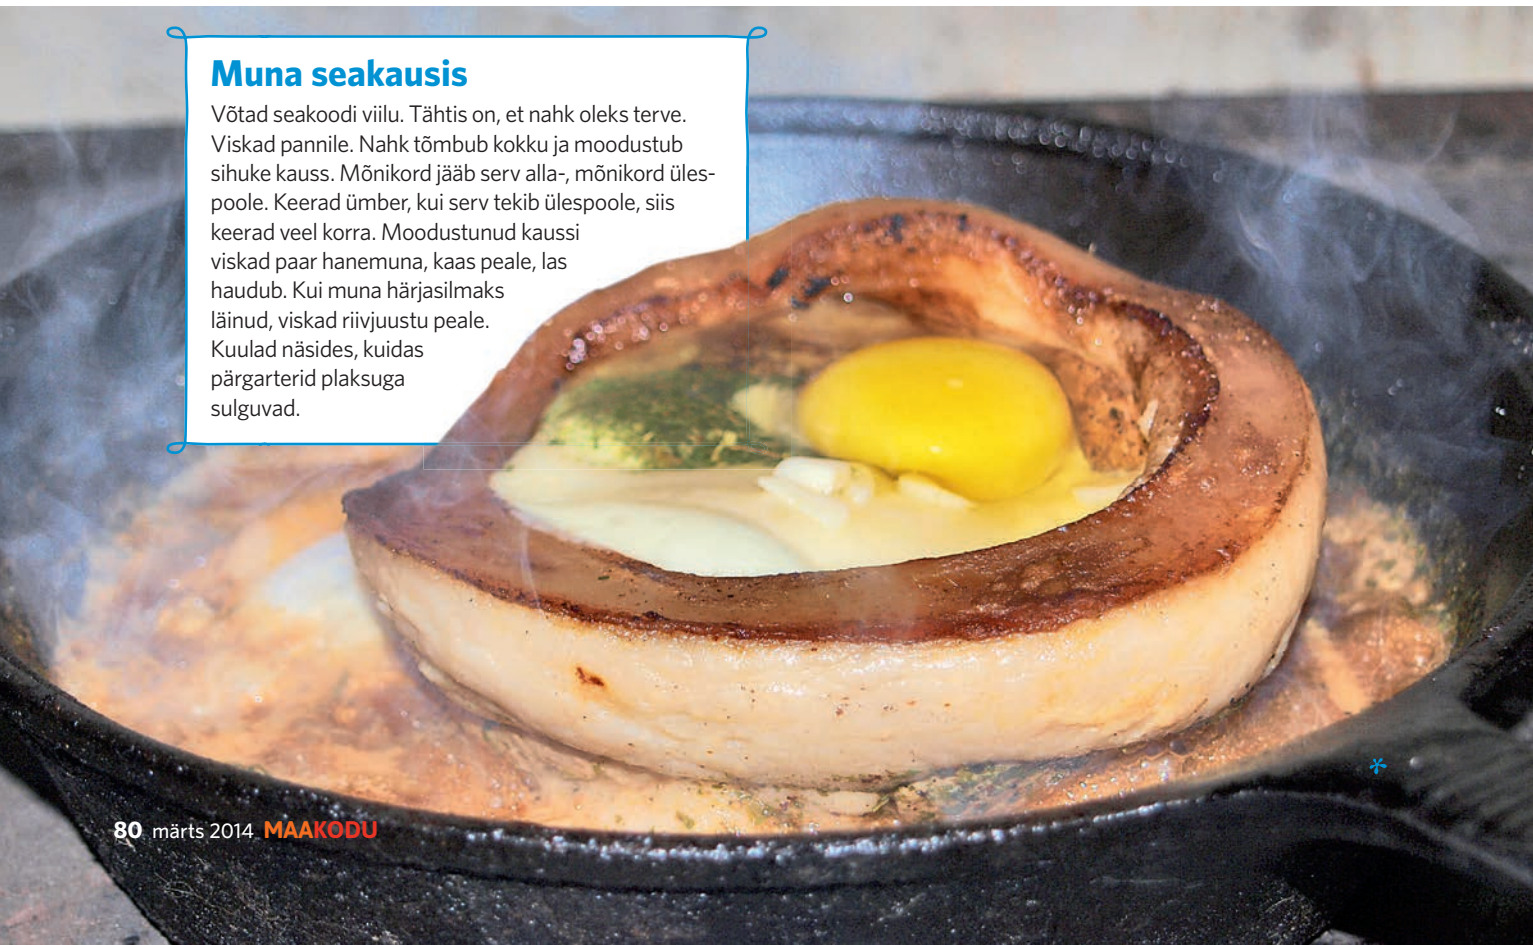 Muna seakausis
Võtad seakoodi viilu. Tähtis on, et nahk oleks terve.
Viskad pannile. Nahk tõmbub kokku ja moodustub
sihuke kauss. Mõnikord jääb serv alla-, mõnikord üles-
poole. Keerad ümber, kui serv tekib ülespoole, siis
keerad veel korra. Moodustunud kaussi
viskad paar hanemuna, kaas peale, las
haudub. Kui muna härjasilmaks
läinud, viskad riivjuustu peale.
Kuulad näsides, kuidas
pärgarterid plaksuga
sulguvad.
80 märts 2014 MAAKODU